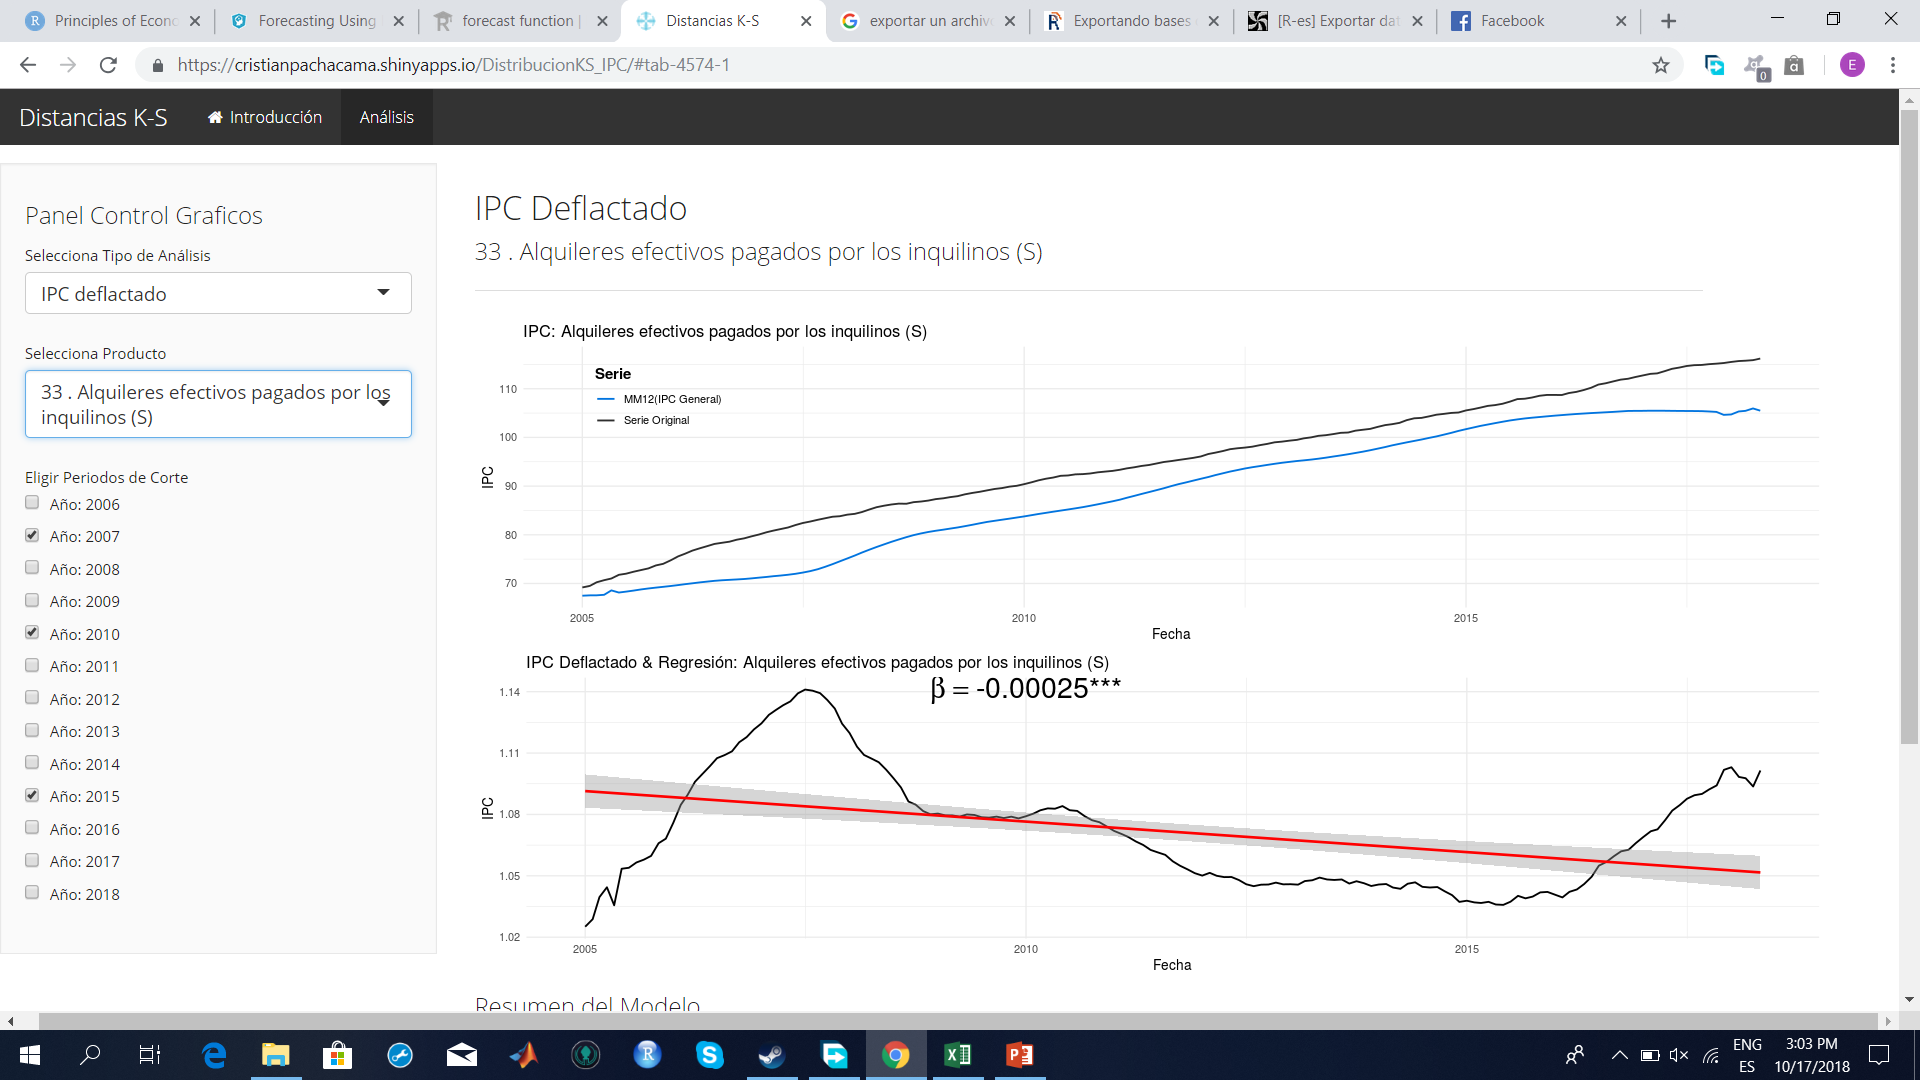 Principles of Econo
Forecasting Using
forecast function |
Distancias K-S
exportar un archivo
Exportando bases
[R-es] Exportar dat
Facebook
https://cristianpachacama.shinyapps.io/DistribucionKS_IPC/#tab-4574-1
0
a
E
Distancias K-S
Introducción
Análisis
Panel Control Graficos
Selecciona Tipo de Análisis
IPC deflactado
Selecciona Producto
33 . Alquileres efectivos pagados por los
inquilinos (S)
Eligir Periodos de Corte
Año: 2006
Año: 2007
Año: 2008
Año: 2009
Año: 2010
Año: 2011
Año: 2012
Año: 2013
Año: 2014
Año: 2015
Año: 2016
Año: 2017
Año: 2018
IPC Deflactado
33 . Alquileres efectivos pagados por los inquilinos (S)
IPC: Alquileres efectivos pagados por los inquilinos (S)
Serie
MM12(IPC General)
Serie Original
IPC
110
100
90
80
70
2005
2010
2015
Fecha
IPC Deflactado & Regresión: Alquileres efectivos pagados por los inquilinos (S)
β = -0.00025***
IPC
1.14
1.11
1.08
1.05
1.02
2005
2010
2015
Fecha
Resumen del Modelo
ENG
ES
3:03 PM
10/17/2018